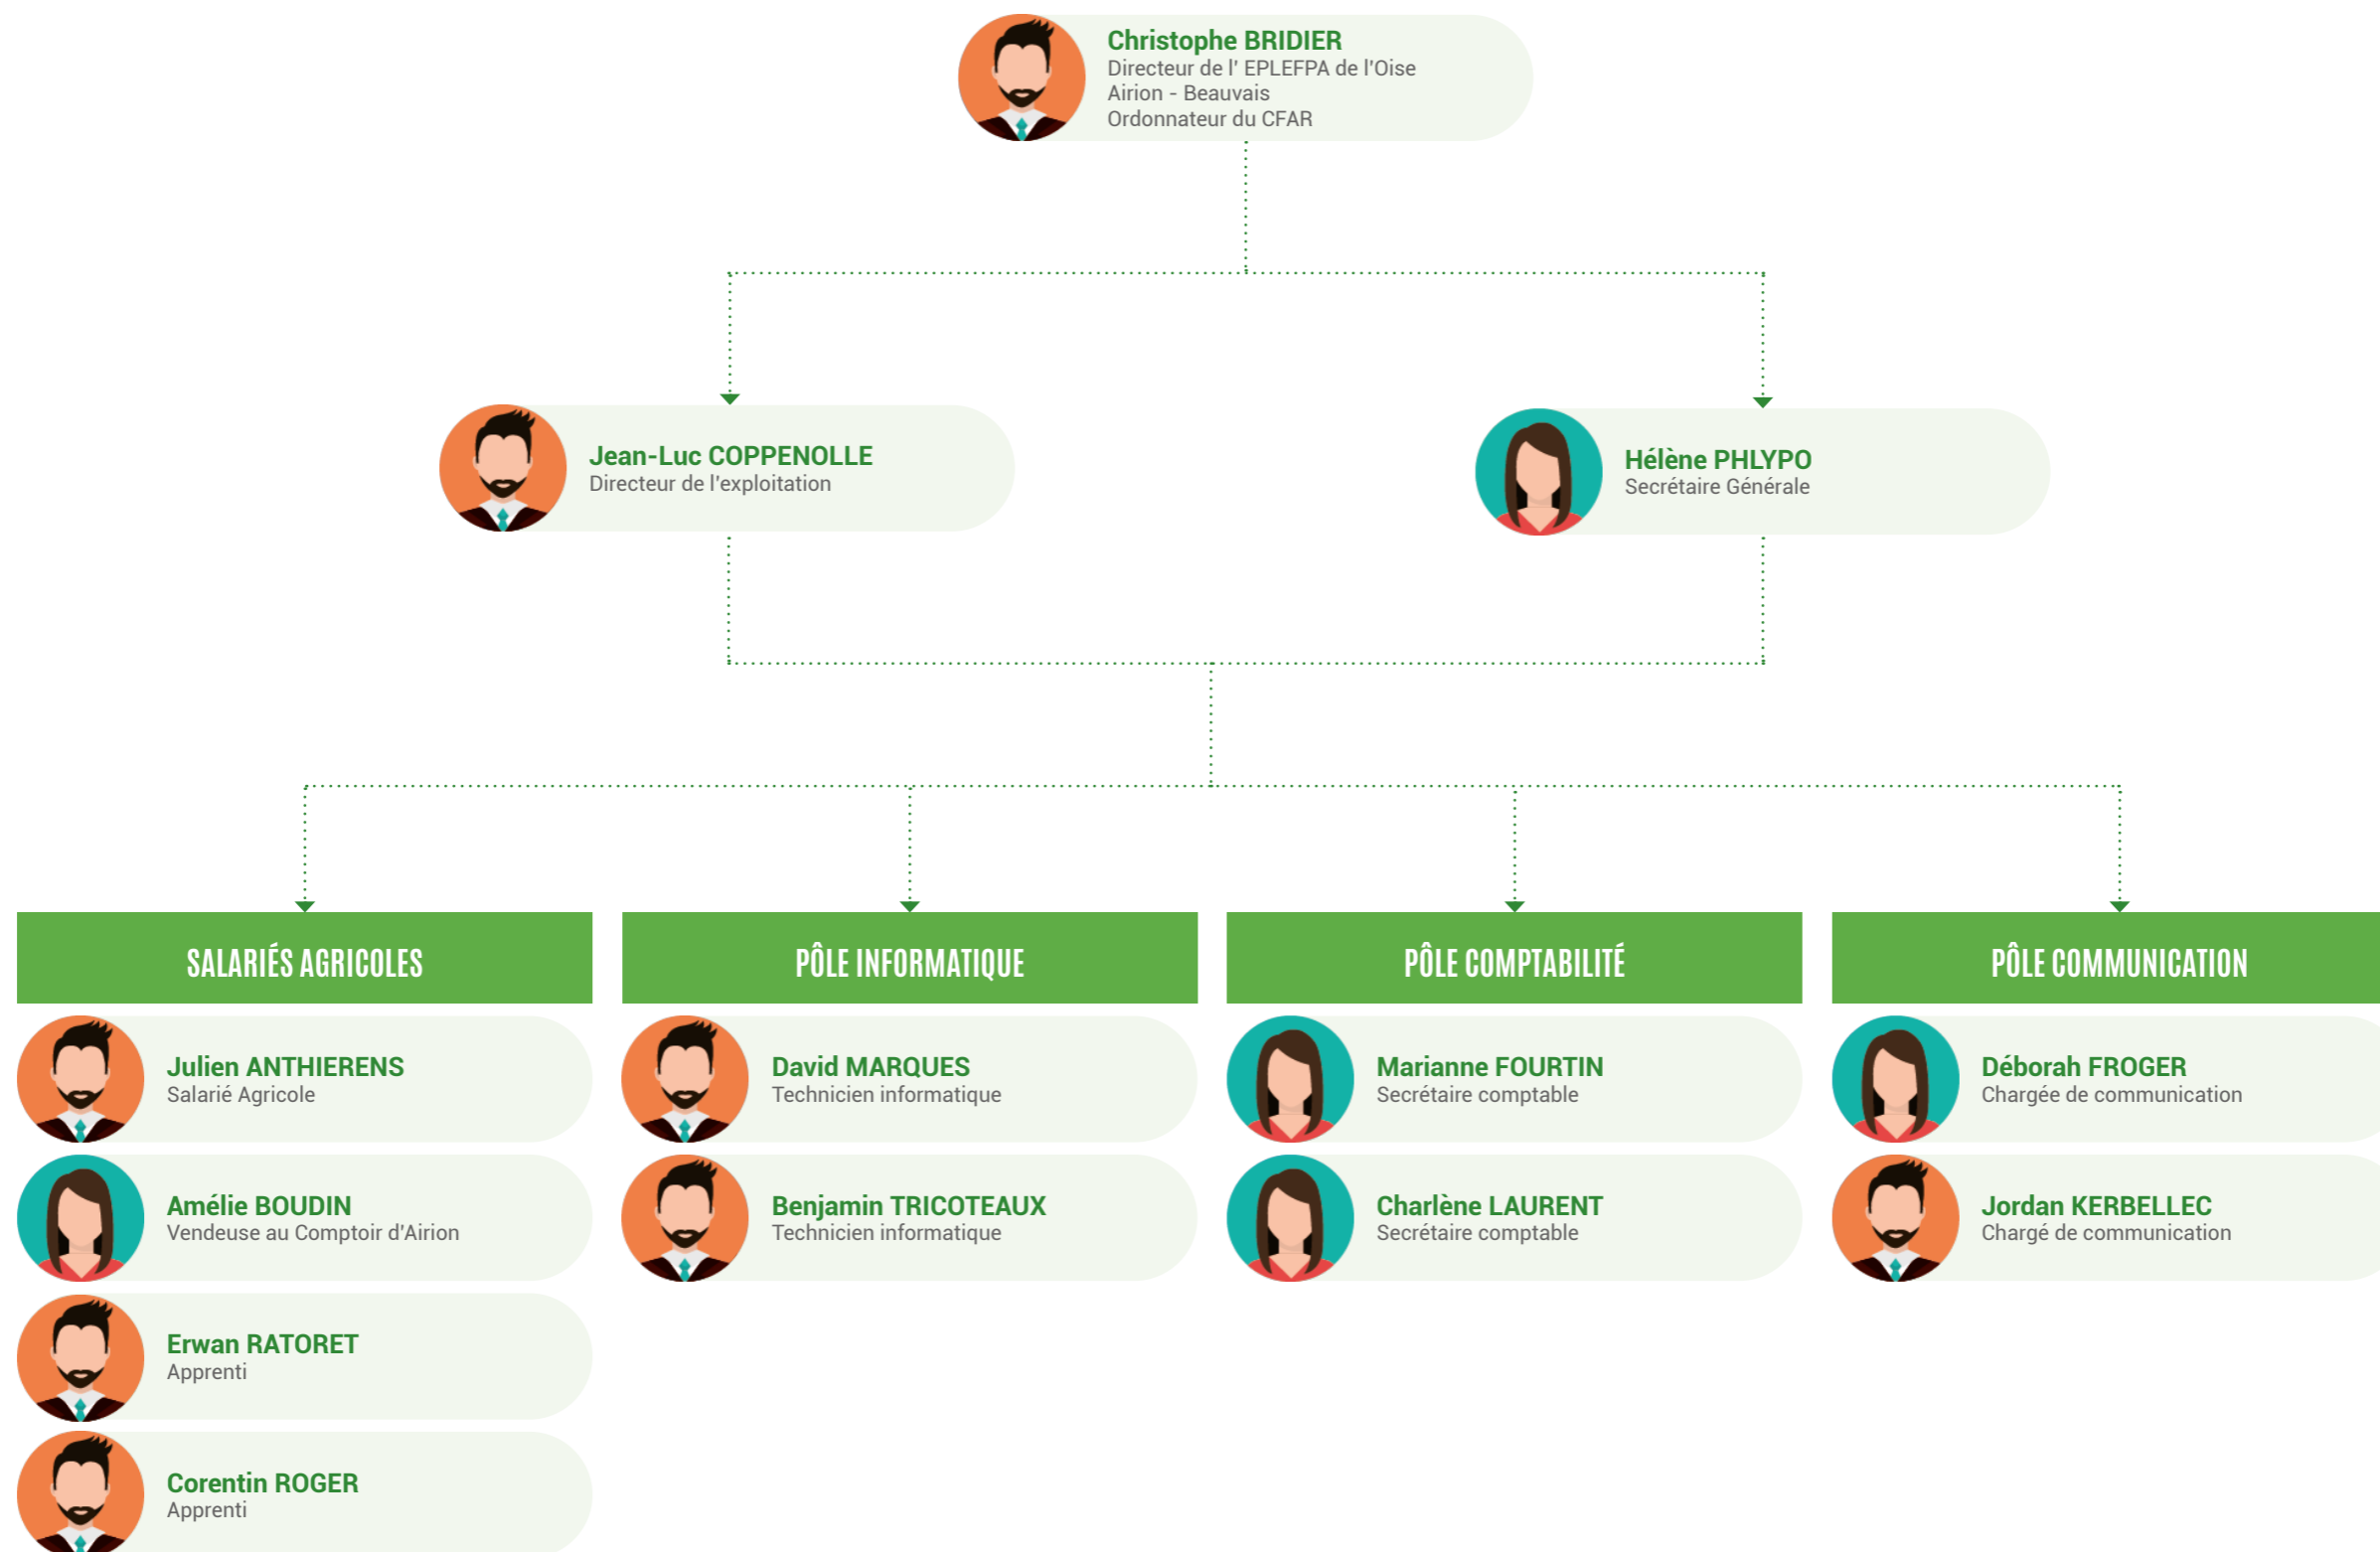 Christophe BRIDIER
Directeur de l' EPLEFPA de l'Oise
Airion - Beauvais
Ordonnateur du CFAR
Jean-Luc COPPENOLLE
Directeur de l'exploitation
Hélène PHLYPO
Secrétaire Générale
SALARIÉS AGRICOLES
Julien ANTHIERENS
Salarié Agricole
Amélie BOUDIN
Vendeuse au Comptoir d'Airion
Erwan RATORET
Apprenti
Corentin ROGER
Apprenti
PÔLE INFORMATIQUE
David MARQUES
Technicien informatique
Benjamin TRICOTEAUX
Technicien informatique
PÔLE COMPTABILITÉ
Marianne FOURTIN
Secrétaire comptable
Charlène LAURENT
Secrétaire comptable
PÔLE COMMUNICATION
Déborah FROGER
Chargée de communication
Jordan KERBELLEC
Chargé de communication